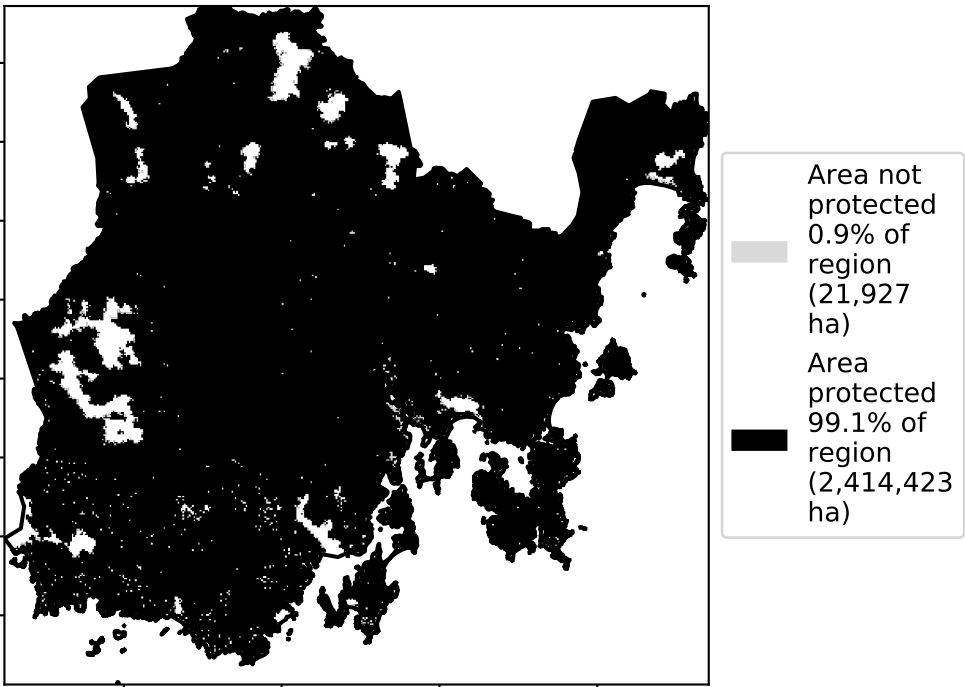 Area not
protected
0.9% of
region
(21,927
ha)
Area
protected
99.1% of
region
(2,414,423
ha)